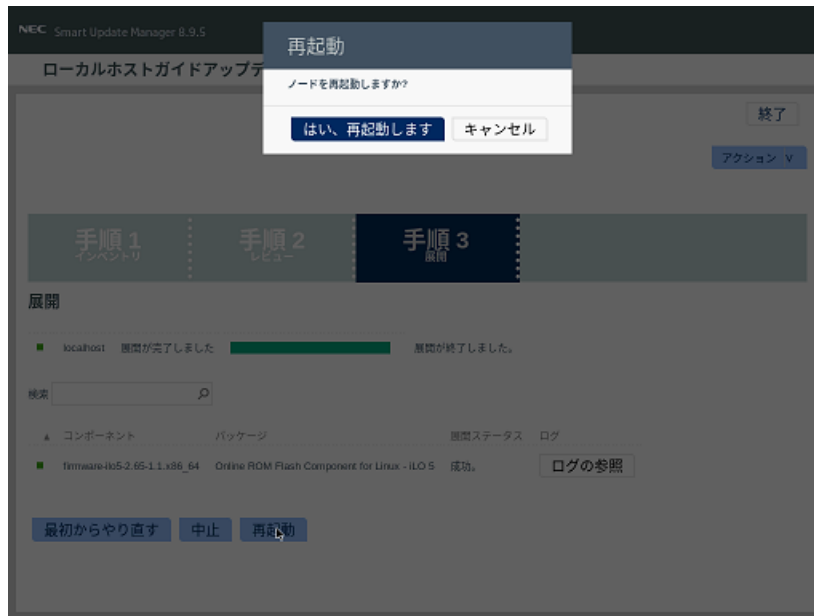 NEC Smart Update Manager 8.9.5
再起動
ローカルホストガイドアップデ
ノードを再起動しますか?
はい、再起動します キャンセル
終了
アクション ∨
手順 1 手順 2 手順 3
インベントリ レビュー 展開
展開
localhost 展開が完了しました 展開が終了しました。
検索
▲ コンポーネント パッケージ 展開ステータス ログ
firmware-ilo5-2.65-1.1.x86_64 Online ROM Flash Component for Linux - iLO 5 成功。 ログの参照
最初からやり直す 中止 再起動